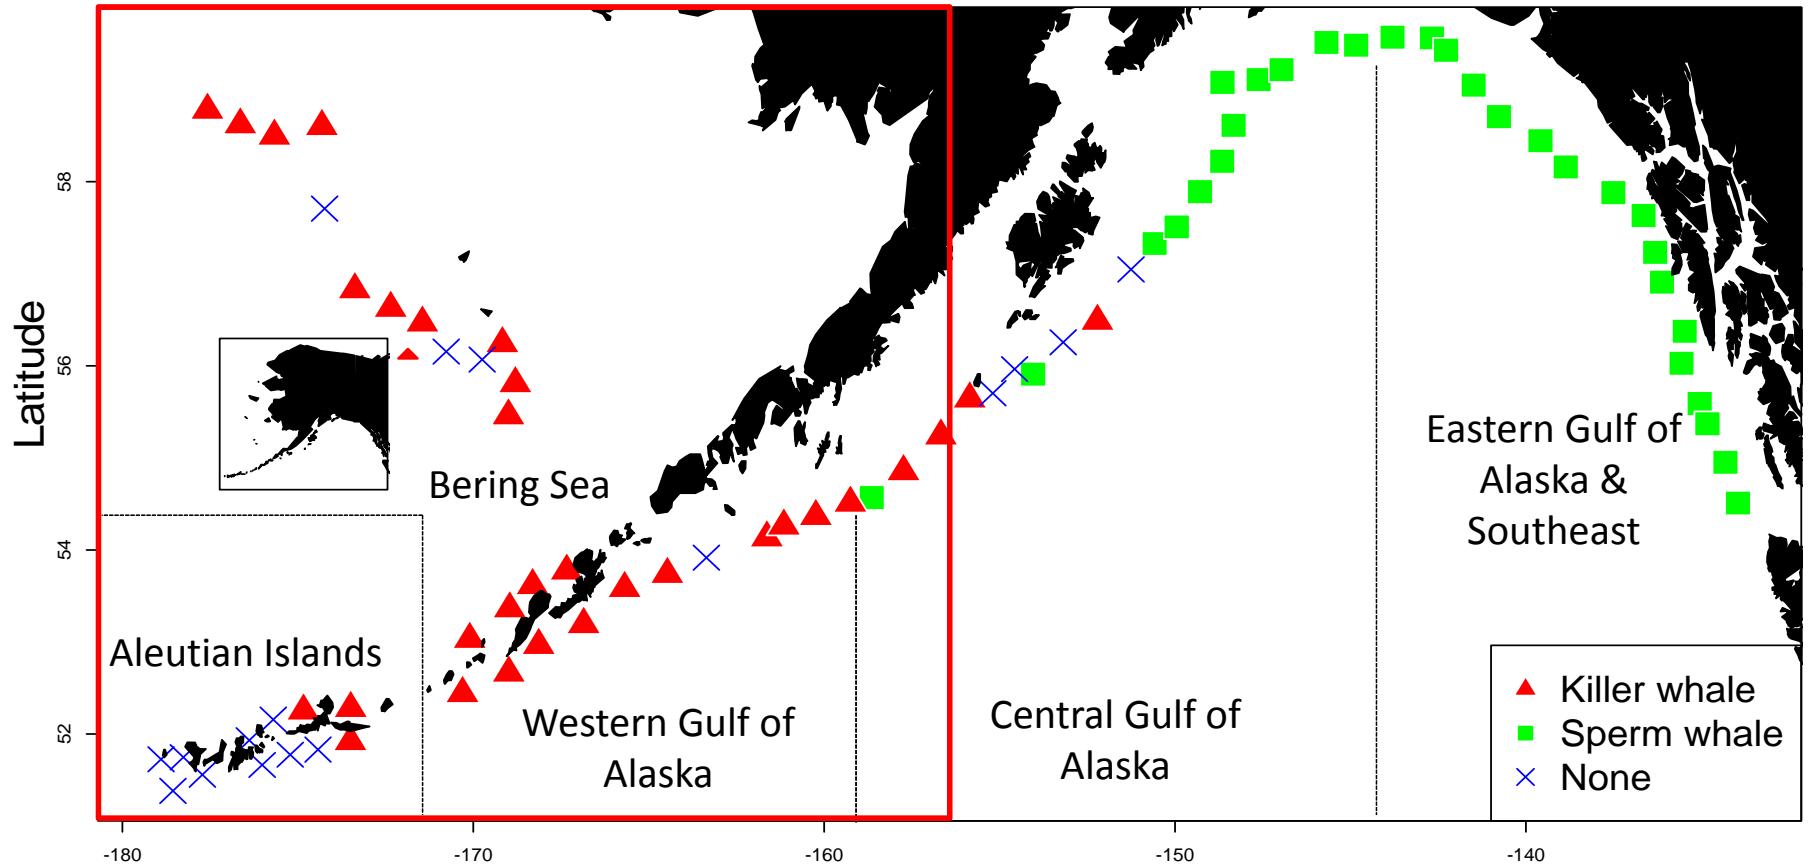 Latitude
58
56
54
52
-180
-170
-160
-150
-140
Bering Sea
Aleutian Islands
Western Gulf of
Alaska
Central Gulf of
Alaska
Eastern Gulf of
Alaska &
Southeast
Killer whale
Sperm whale
None